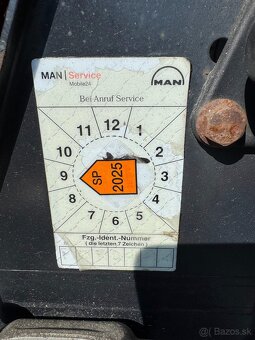 MAN | Service
Mobile24
MAN
Bei Anruf Service
11 12 1
10 2
9 3
8 4
7 6 5
SP
2025
Fzg.-Ident.-Nummer
( die letzten 7 Zeichen )
© Bazos.sk